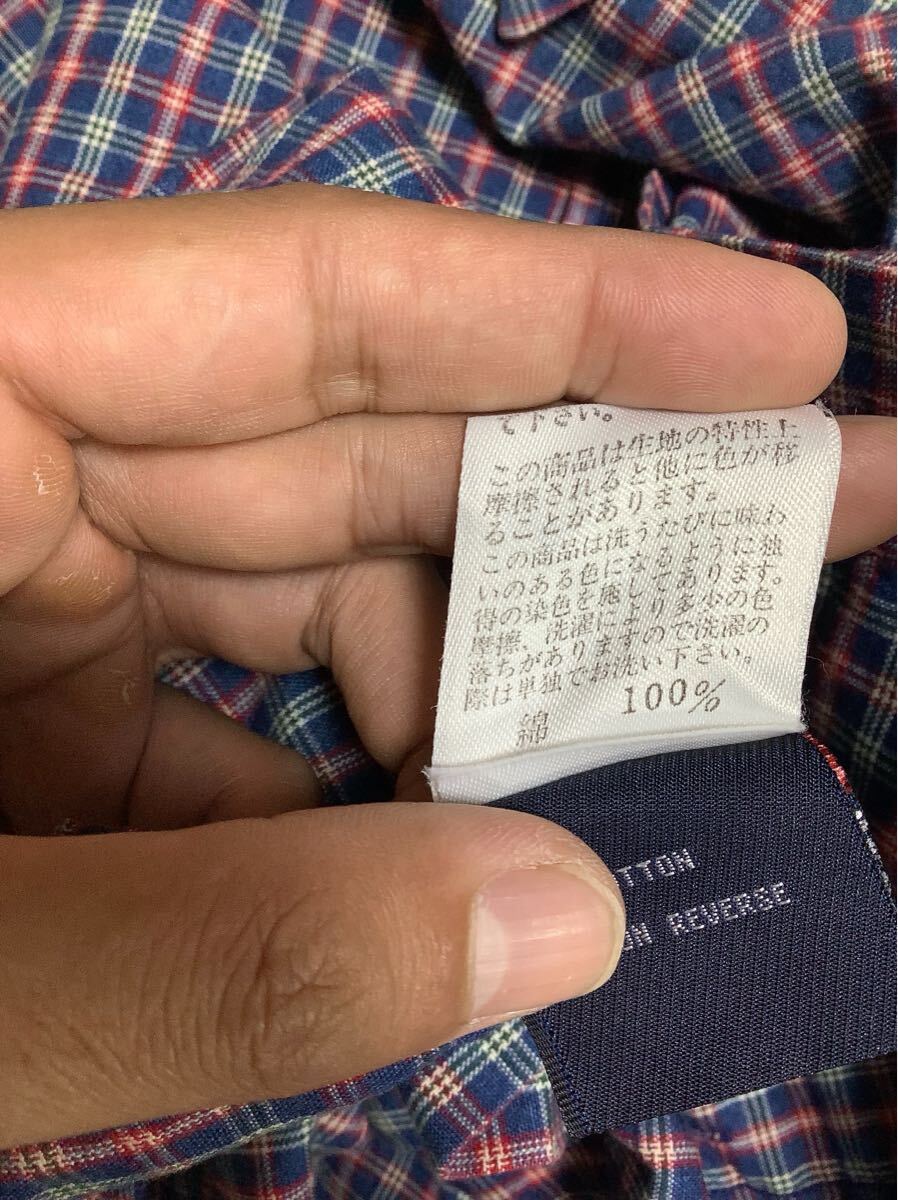 て下さい。
この商品は生地の特性上
摩擦されると他に色が移
ることがあります。
この商品は洗うたびに味わ
いのある色になるように独
得の染色を施してあります。
摩擦、洗濯により多少の色
落ちがありますので洗濯の
際は単独でお洗い下さい。
綿 100%
TTON
ON REVERSE